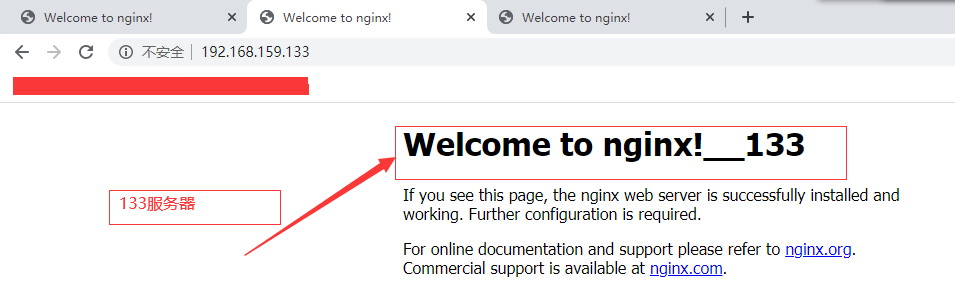 Welcome to nginx!
Welcome to nginx!
Welcome to nginx!
不安全 192.168.159.133
Welcome to nginx!__133
133服务器
If you see this page, the nginx web server is successfully installed and
working. Further configuration is required.
For online documentation and support please refer to nginx.org.
Commercial support is available at nginx.com.